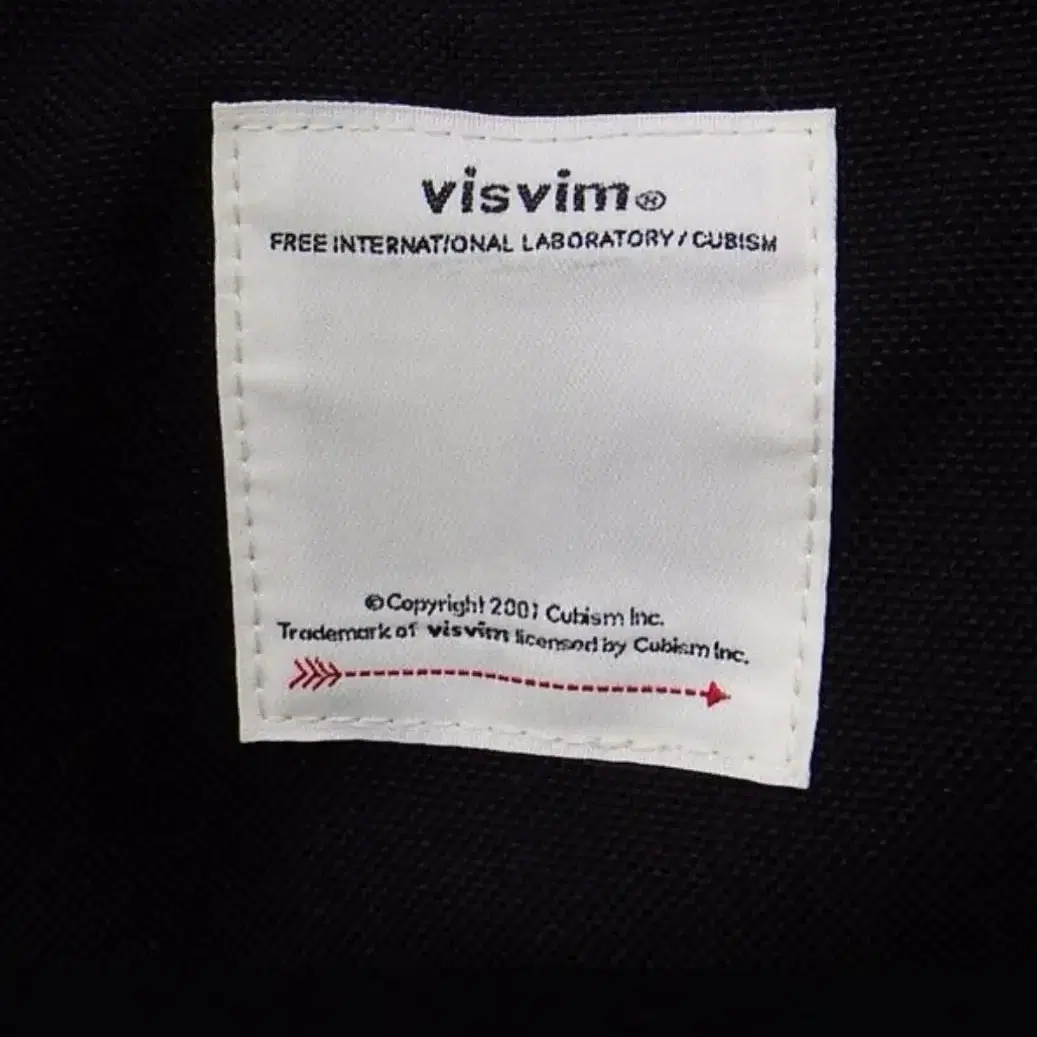 visvim®
FREE INTERNATIONAL LABORATORY / CUBISM
©Copyright 2001 Cubism Inc.
Trademark of visvim licensed by Cubism Inc.